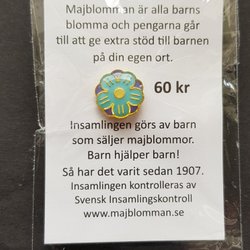 Majblomman är alla barns
blomma och pengarna går
till att ge extra stöd till barnen
på din egen ort.
60 kr
Insamlingen görs av barn
som säljer majblommor.
Barn hjälper barn!
Så har det varit sedan 1907.
Insamlingen kontrolleras av
Svensk Insamlingskontroll
www.majblomman.se